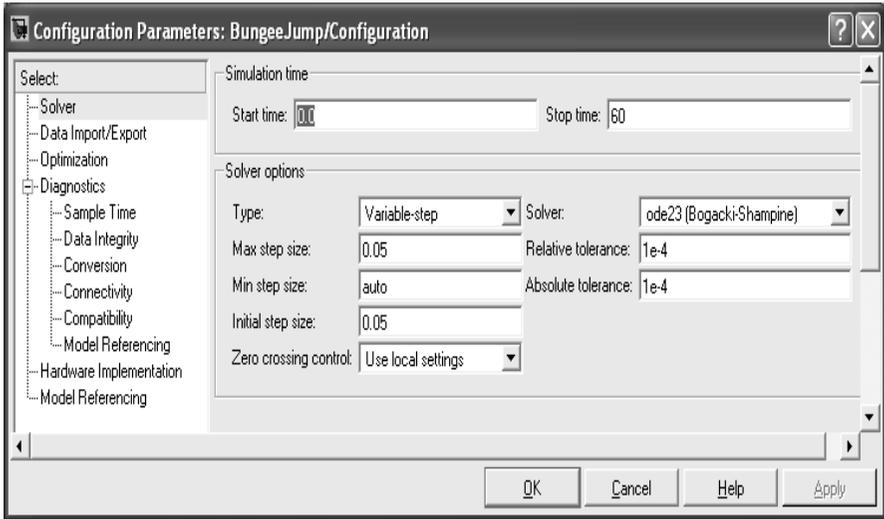 Configuration Parameters: BungeeJump/Configuration
Select:
Solver
Data Import/Export
Optimization
Diagnostics
Sample Time
Data Integrity
Conversion
Connectivity
Compatibility
Model Referencing
Hardware Implementation
Model Referencing
Simulation time
Start time: 0.0 Stop time: 60
Solver options
Type: Variable-step Solver: ode23 (Bogacki-Shampine)
Max step size: 0.05 Relative tolerance: 1e-4
Min step size: auto Absolute tolerance: 1e-4
Initial step size: 0.05
Zero crossing control: Use local settings
OK Cancel Help Apply